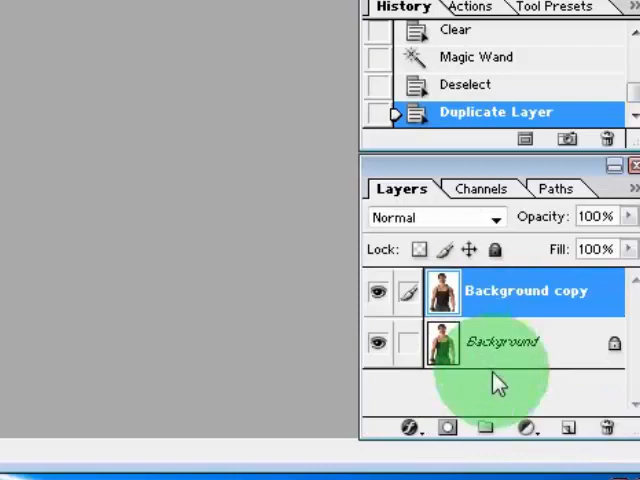 History Actions Tool Presets
Clear
Magic Wand
Deselect
Duplicate Layer
Layers Channels Paths
Normal Opacity: 100%
Lock: Fill: 100%
Background copy
Background